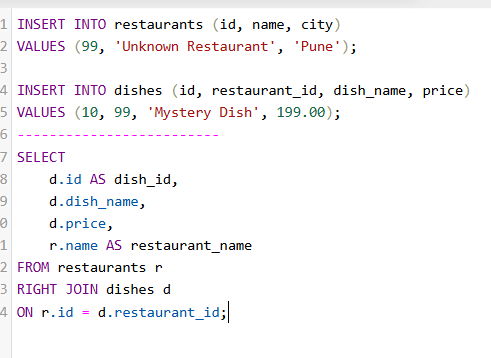 1 INSERT INTO restaurants (id, name, city)
2 VALUES (99, 'Unknown Restaurant', 'Pune');
3
4 INSERT INTO dishes (id, restaurant_id, dish_name, price)
5 VALUES (10, 99, 'Mystery Dish', 199.00);
6 -------------------------
7 SELECT
8     d.id AS dish_id,
9     d.dish_name,
0     d.price,
1     r.name AS restaurant_name
2 FROM restaurants r
3 RIGHT JOIN dishes d
4 ON r.id = d.restaurant_id;